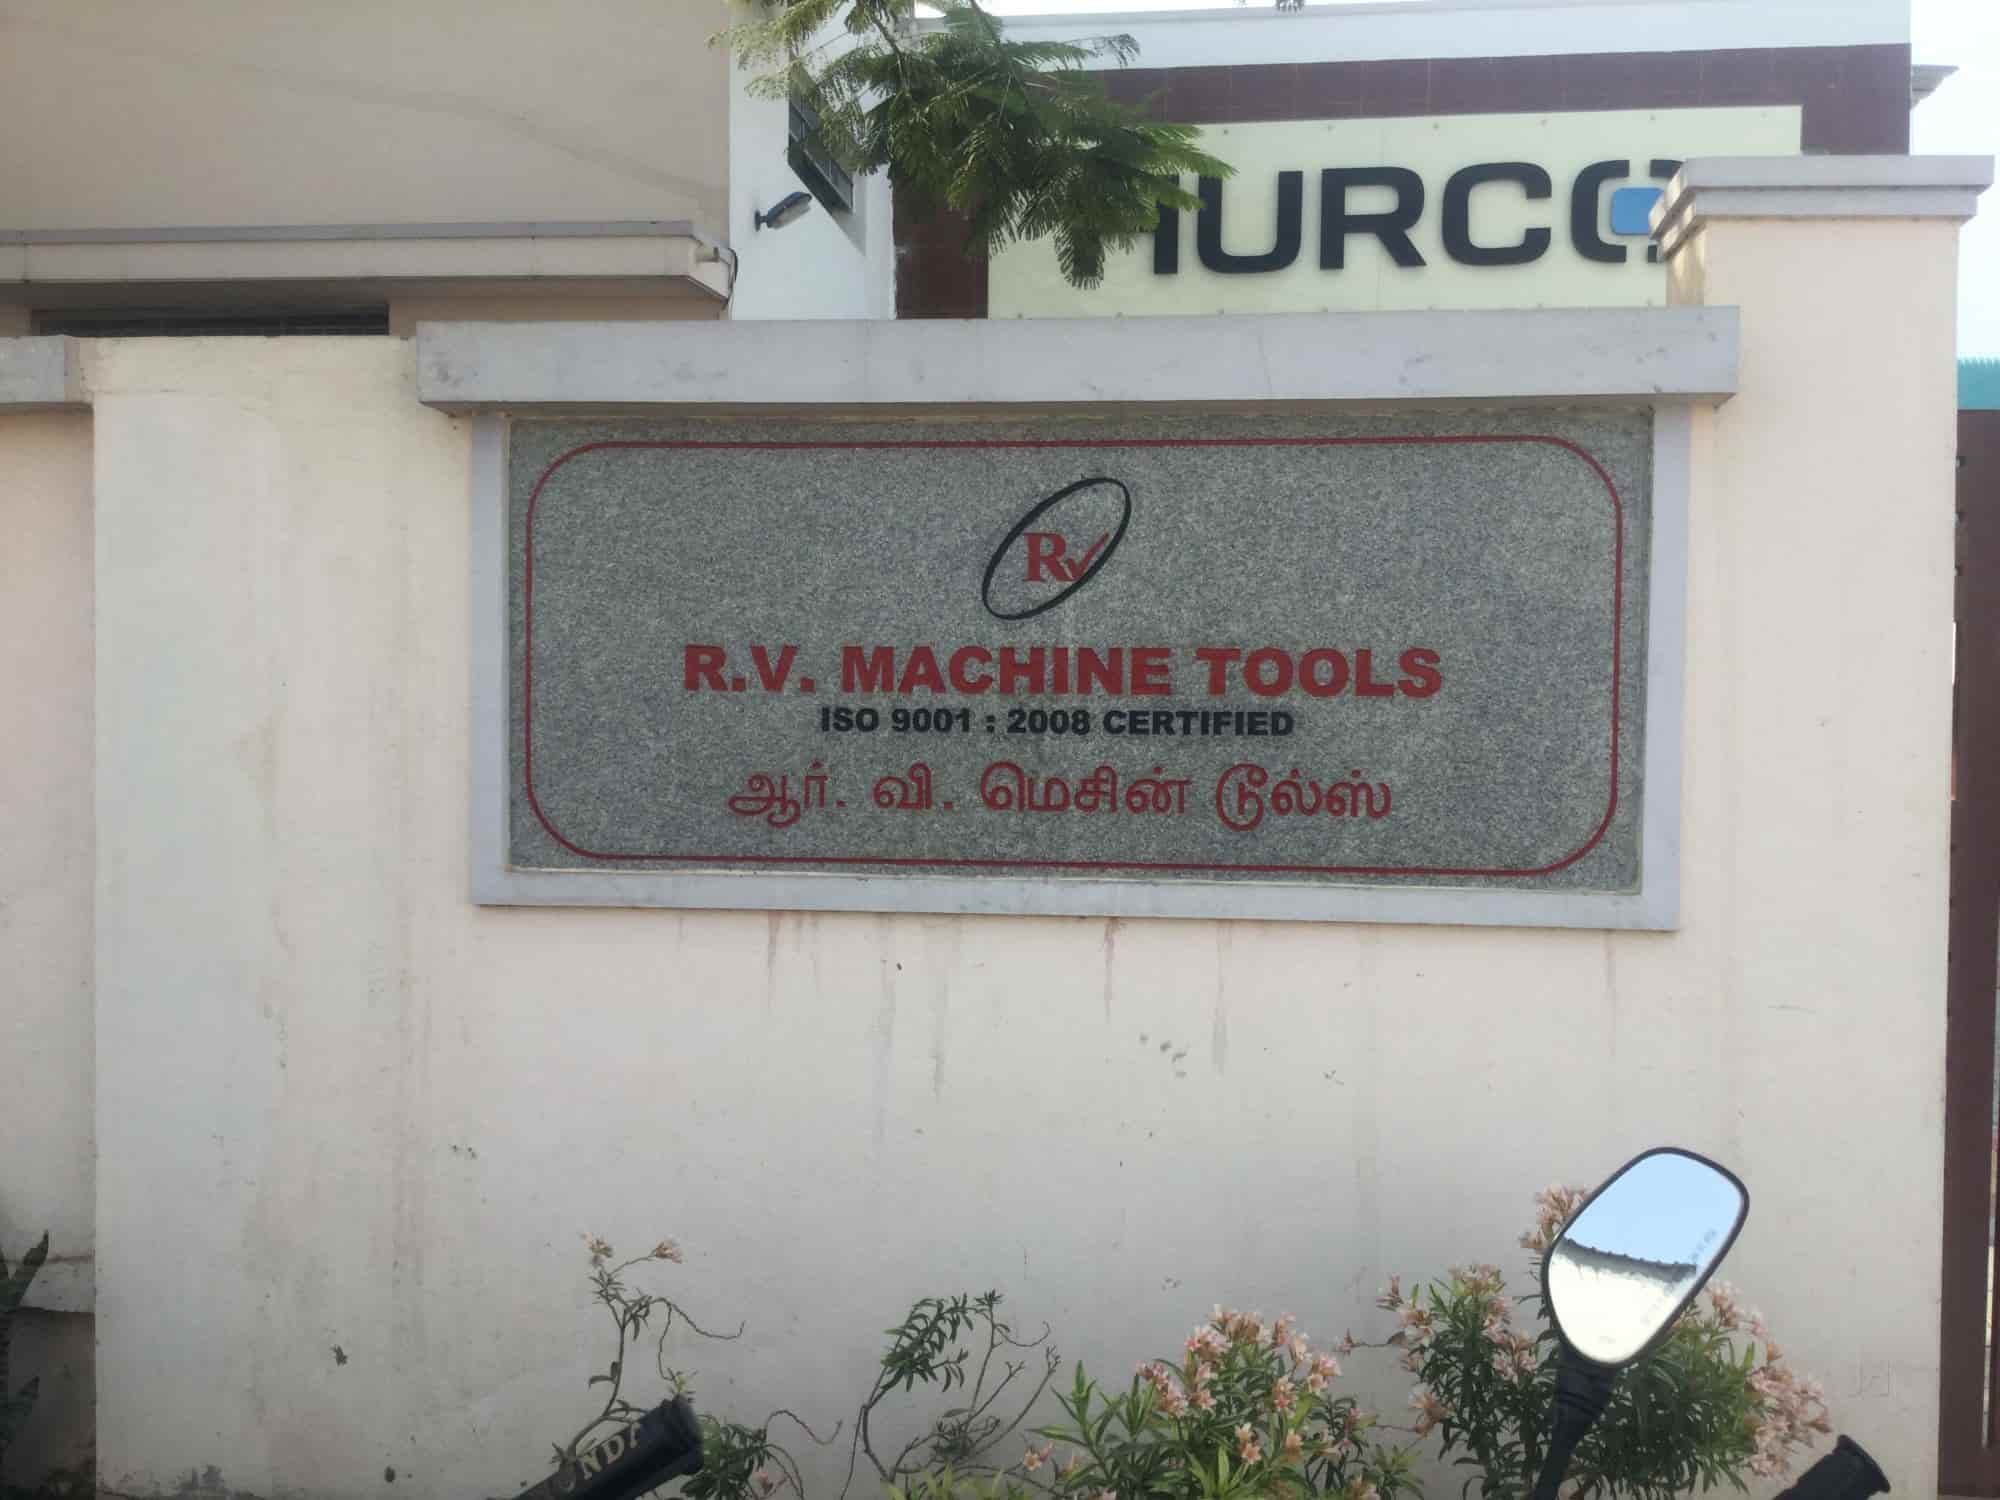 HURCO
RV
R.V. MACHINE TOOLS
ISO 9001 : 2008 CERTIFIED
ஆர். வி. மெசின் டூல்ஸ்